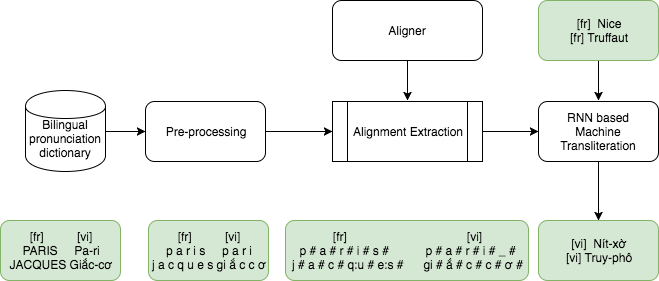 Aligner
[fr] Nice
[fr] Truffaut
Bilingual
pronunciation
dictionary
Pre-processing
Alignment Extraction
RNN based
Machine
Transliteration
[fr] [vi]
PARIS Pa-ri
JACQUES Giắc-cơ
[fr] [vi]
p a r i s p a r i
j a c q u e s gi ắ c c ơ
[fr] [vi]
p # a # r # i # s # p # a # r # i # _ #
j # a # c # q:u # e:s # gi # ắ # c # c # ơ #
[vi] Nít-xờ
[vi] Truy-phô